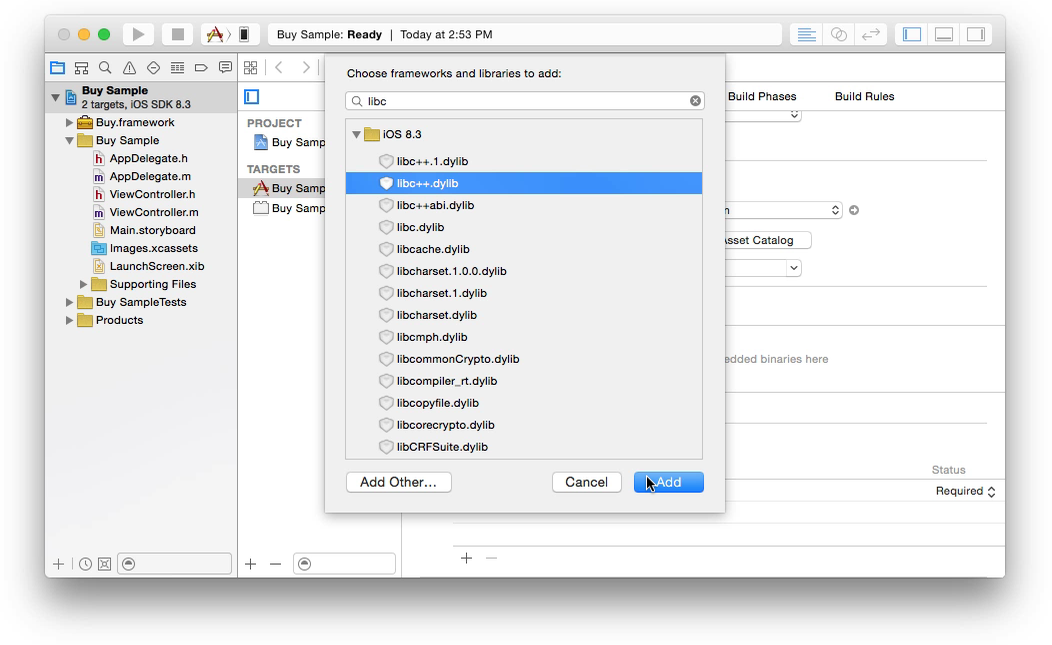 Buy Sample: Ready | Today at 2:53 PM
Buy Sample
2 targets, iOS SDK 8.3
Buy.framework
Buy Sample
h AppDelegate.h
m AppDelegate.m
h ViewController.h
m ViewController.m
Main.storyboard
Images.xcassets
LaunchScreen.xib
Supporting Files
Buy SampleTests
Products
PROJECT
Buy Samp
TARGETS
Buy Samp
Buy Samp
Choose frameworks and libraries to add:
libc
iOS 8.3
libc++.1.dylib
libc++.dylib
libc++abi.dylib
libc.dylib
libcache.dylib
libcharset.1.0.0.dylib
libcharset.1.dylib
libcharset.dylib
libcmph.dylib
libcommonCrypto.dylib
libcompiler_rt.dylib
libcopyfile.dylib
libcorecrypto.dylib
libCRFSuite.dylib
Add Other...
Cancel
Add
Build Phases
Build Rules
n
sset Catalog
edded binaries here
Status
Required